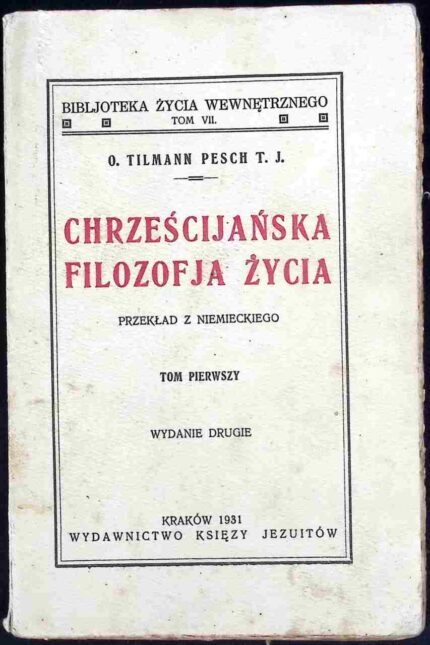 BIBLJOTEKA ŻYCIA WEWNĘTRZNEGO
TOM VII.
O. TILMANN PESCH T. J.
CHRZEŚCIJAŃSKA
FILOZOFJA ŻYCIA
PRZEKŁAD Z NIEMIECKIEGO
TOM PIERWSZY
WYDANIE DRUGIE
KRAKÓW 1931
WYDAWNICTWO KSIĘŻY JEZUITÓW